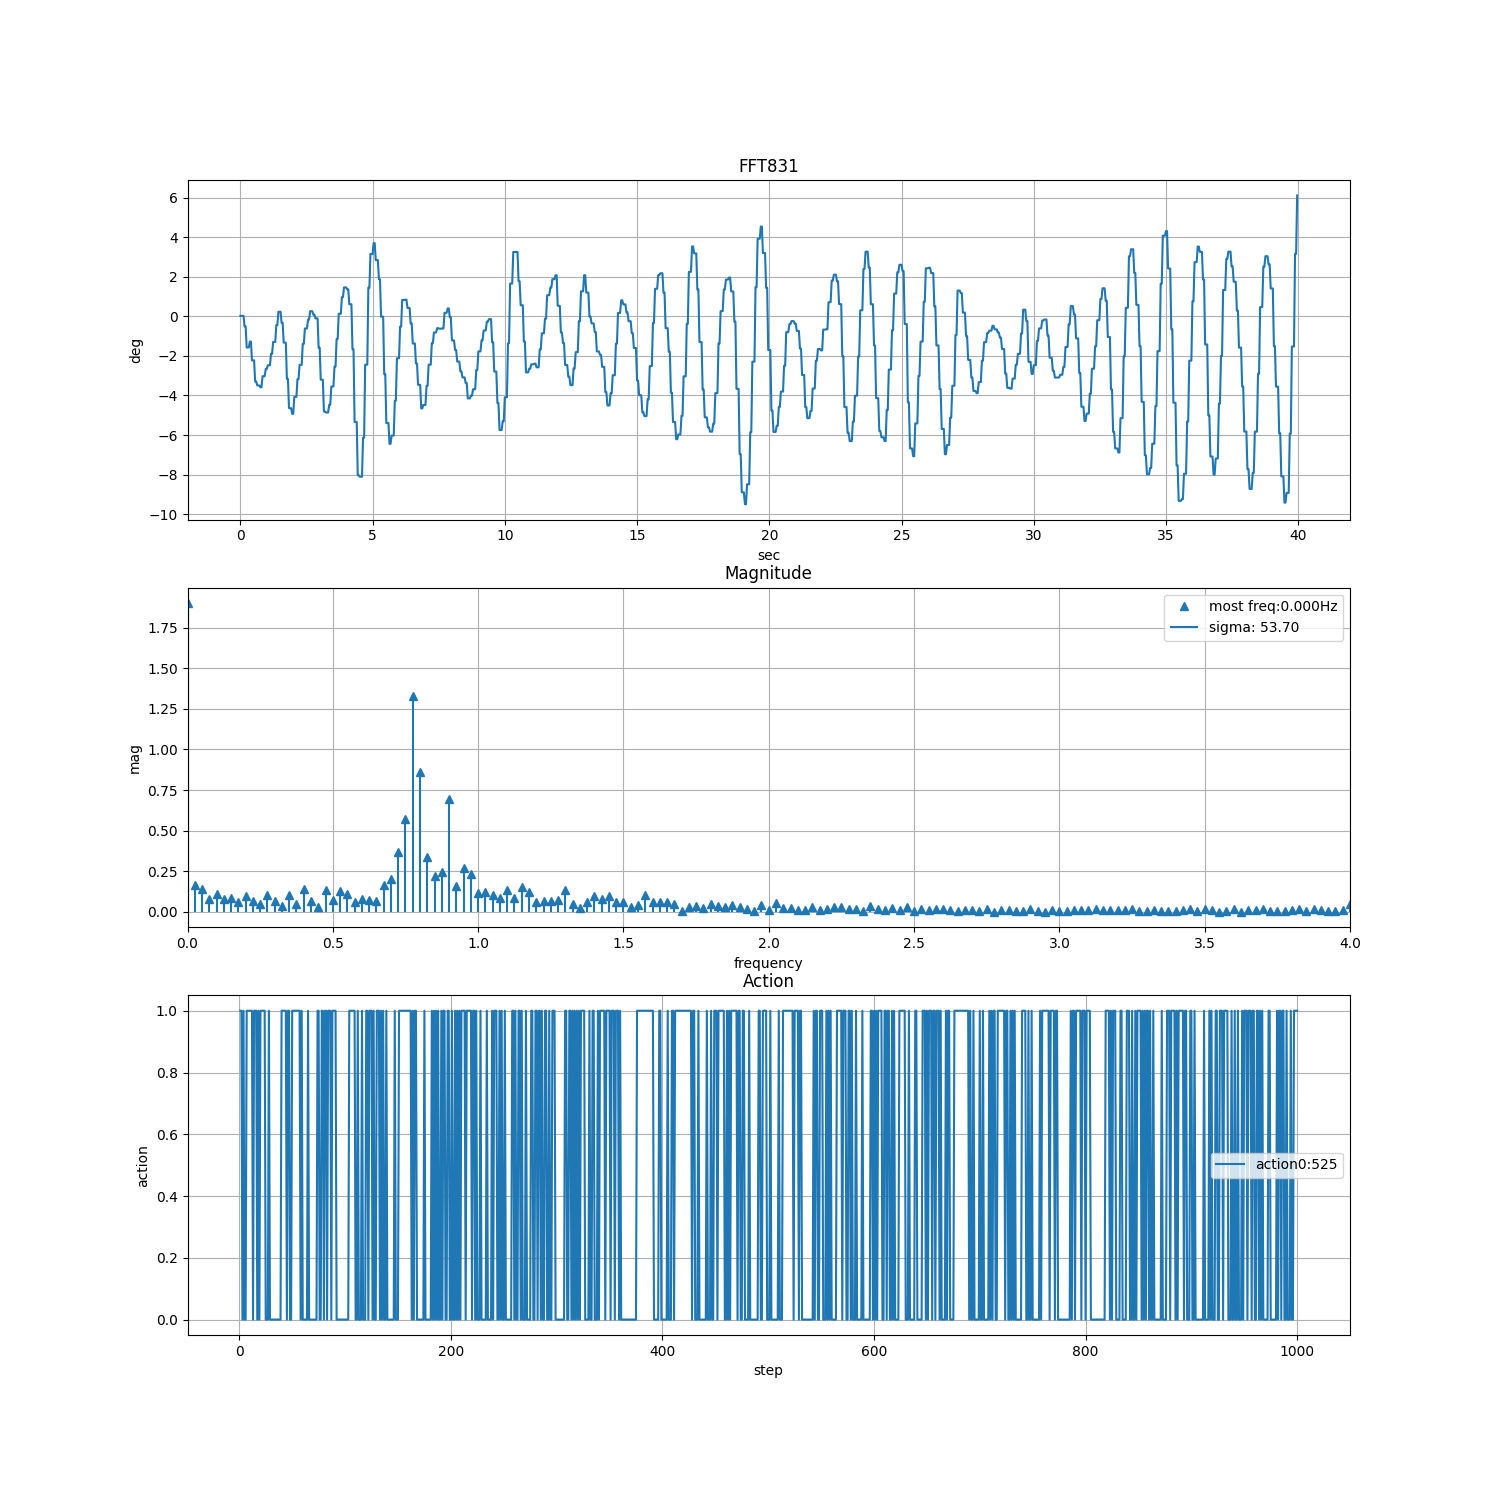 FFT831
6
4
2
0
−2
−4
−6
−8
−10
deg
0 5 10 15 20 25 30 35 40
sec
Magnitude
most freq:0.000Hz
sigma: 53.70
1.75
1.50
1.25
1.00
0.75
0.50
0.25
0.00
mag
0.0 0.5 1.0 1.5 2.0 2.5 3.0 3.5 4.0
frequency
Action
1.0
0.8
0.6
0.4
0.2
0.0
action
action0:525
0 200 400 600 800 1000
step